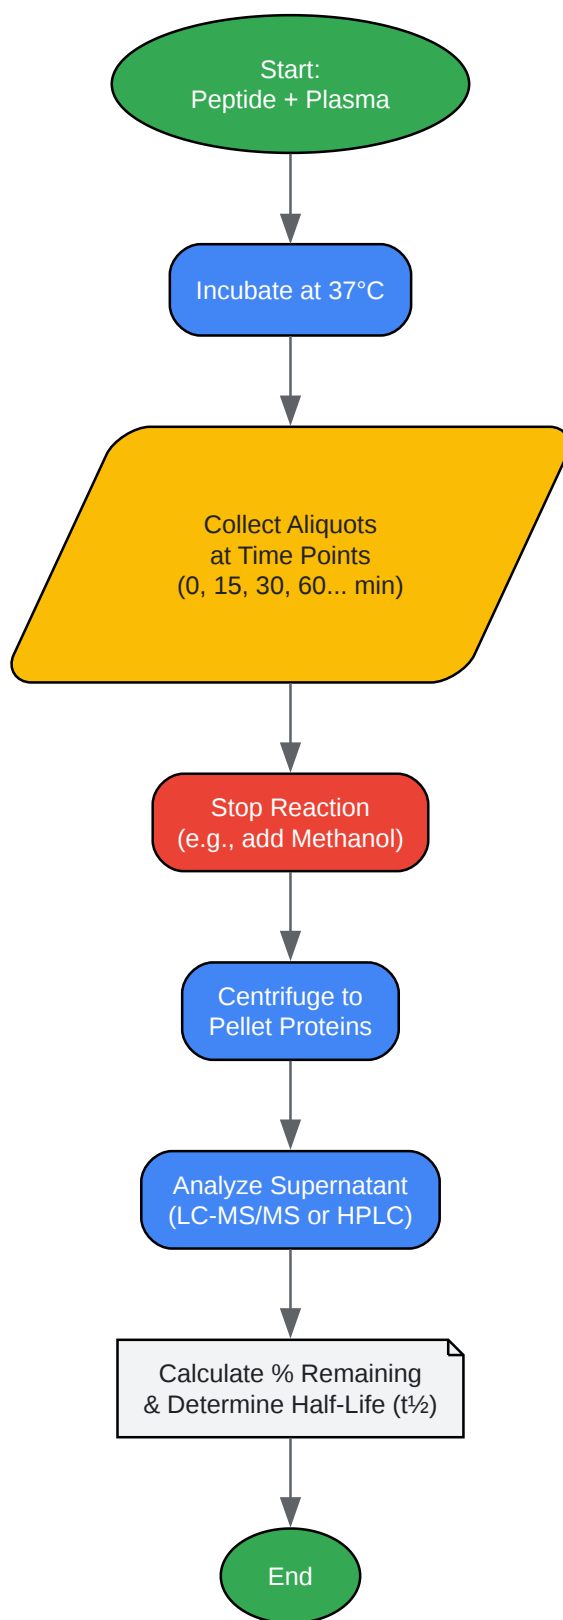 Start:
Peptide + Plasma
Incubate at 37°C
Collect Aliquots
at Time Points
(0, 15, 30, 60... min)
Stop Reaction
(e.g., add Methanol)
Centrifuge to
Pellet Proteins
Analyze Supernatant
(LC-MS/MS or HPLC)
Calculate % Remaining
& Determine Half-Life (t½)
End